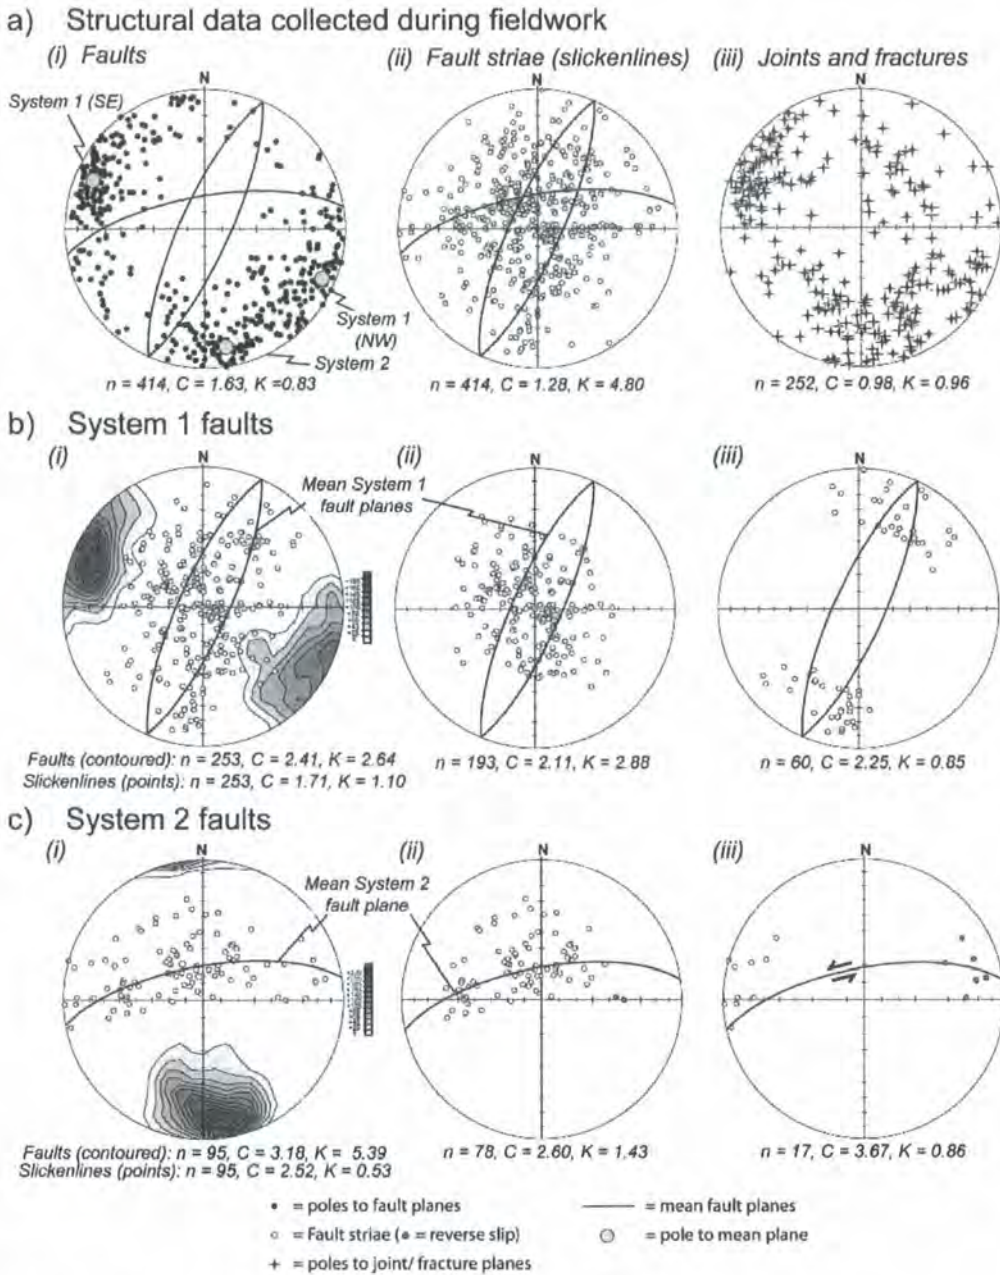 a) Structural data collected during fieldwork
(i) Faults
(ii) Fault striae (slickenlines)
(iii) Joints and fractures
N
N
N
System 1 (SE)
System 1
(NW)
System 2
n = 414, C = 1.63, K =0.83
n = 414, C = 1.28, K = 4.80
n = 252, C = 0.98, K = 0.96
b) System 1 faults
(i)
(ii)
(iii)
N
N
N
Mean System 1
fault planes
Faults (contoured): n = 253, C = 2.41, K = 2.64
Slickenlines (points): n = 253, C = 1.71, K = 1.10
n = 193, C = 2.11, K = 2.88
n = 60, C = 2.25, K = 0.85
c) System 2 faults
(i)
(ii)
(iii)
N
N
N
Mean System 2
fault plane
Faults (contoured): n = 95, C = 3.18, K = 5.39
Slickenlines (points): n = 95, C = 2.52, K = 0.53
n = 78, C = 2.60, K = 1.43
n = 17, C = 3.67, K = 0.86
• = poles to fault planes
= mean fault planes
○ = Fault striae (• = reverse slip)
= pole to mean plane
+ = poles to joint/ fracture planes